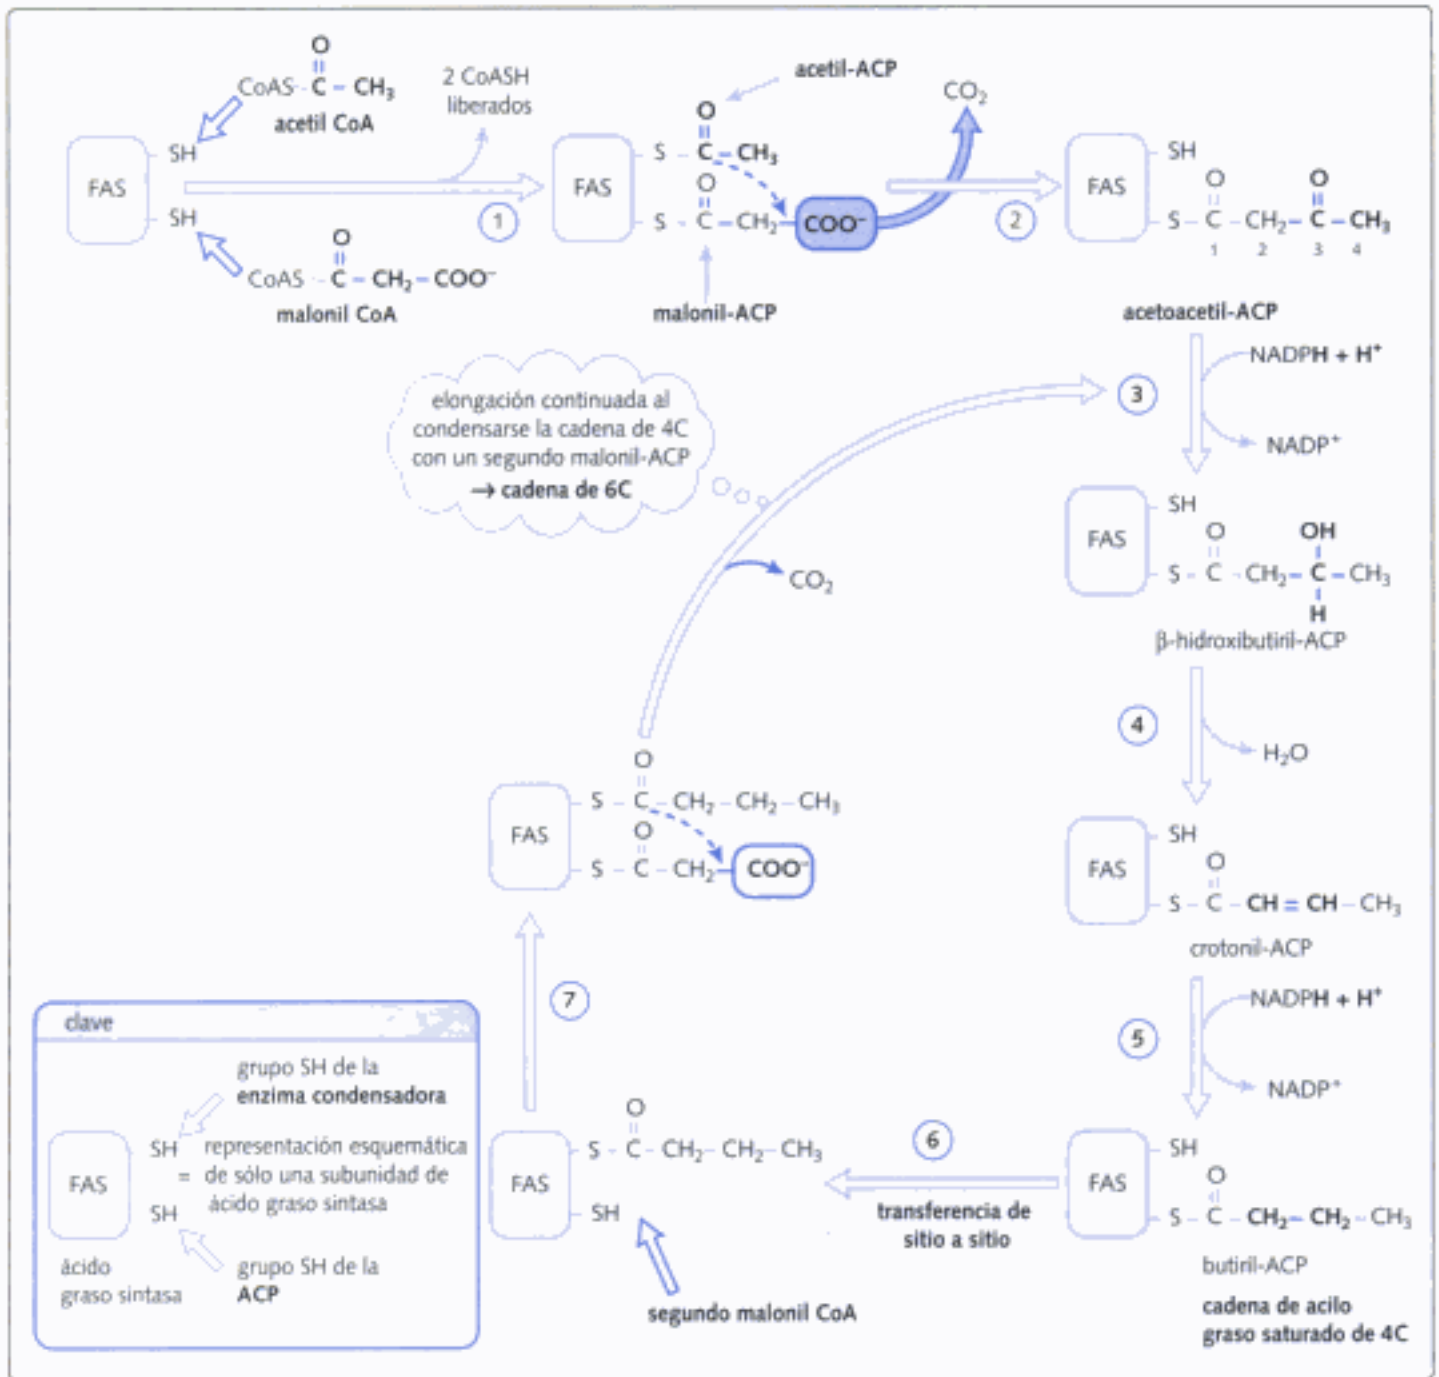 O
CoAS - C - CH₃
acetil CoA
2 CoASH
liberados
acetil-ACP
CO₂
FAS
SH
SH
1
O
CoAS - C - CH₂ - COO⁻
malonil CoA
FAS
O
S - C - CH₃
O
S - C - CH₂ - COO⁻
malonil-ACP
2
FAS
SH
O O
S - C - CH₂ - C - CH₃
1 2 3 4
acetoacetil-ACP
elongación continuada al
condensarse la cadena de 4C
con un segundo malonil-ACP
→ cadena de 6C
CO₂
3
NADPH + H⁺
NADP⁺
FAS
SH
O OH
S - C - CH₂ - C - CH₃
H
β-hidroxibutiril-ACP
4
H₂O
FAS
SH
O
S - C - CH = CH - CH₃
crotonil-ACP
5
NADPH + H⁺
NADP⁺
FAS
SH
O
S - C - CH₂ - CH₂ - CH₃
butiril-ACP
cadena de acilo
graso saturado de 4C
6
transferencia de
sitio a sitio
FAS
O
S - C - CH₂ - CH₂ - CH₃
SH
segundo malonil CoA
7
FAS
O
S - C - CH₂ - CH₂ - CH₃
O
S - C - CH₂ - COO⁻
clave
grupo SH de la
enzima condensadora
FAS
SH
SH
= representación esquemática
de sólo una subunidad de
ácido graso sintasa
ácido
graso sintasa
grupo SH de la
ACP